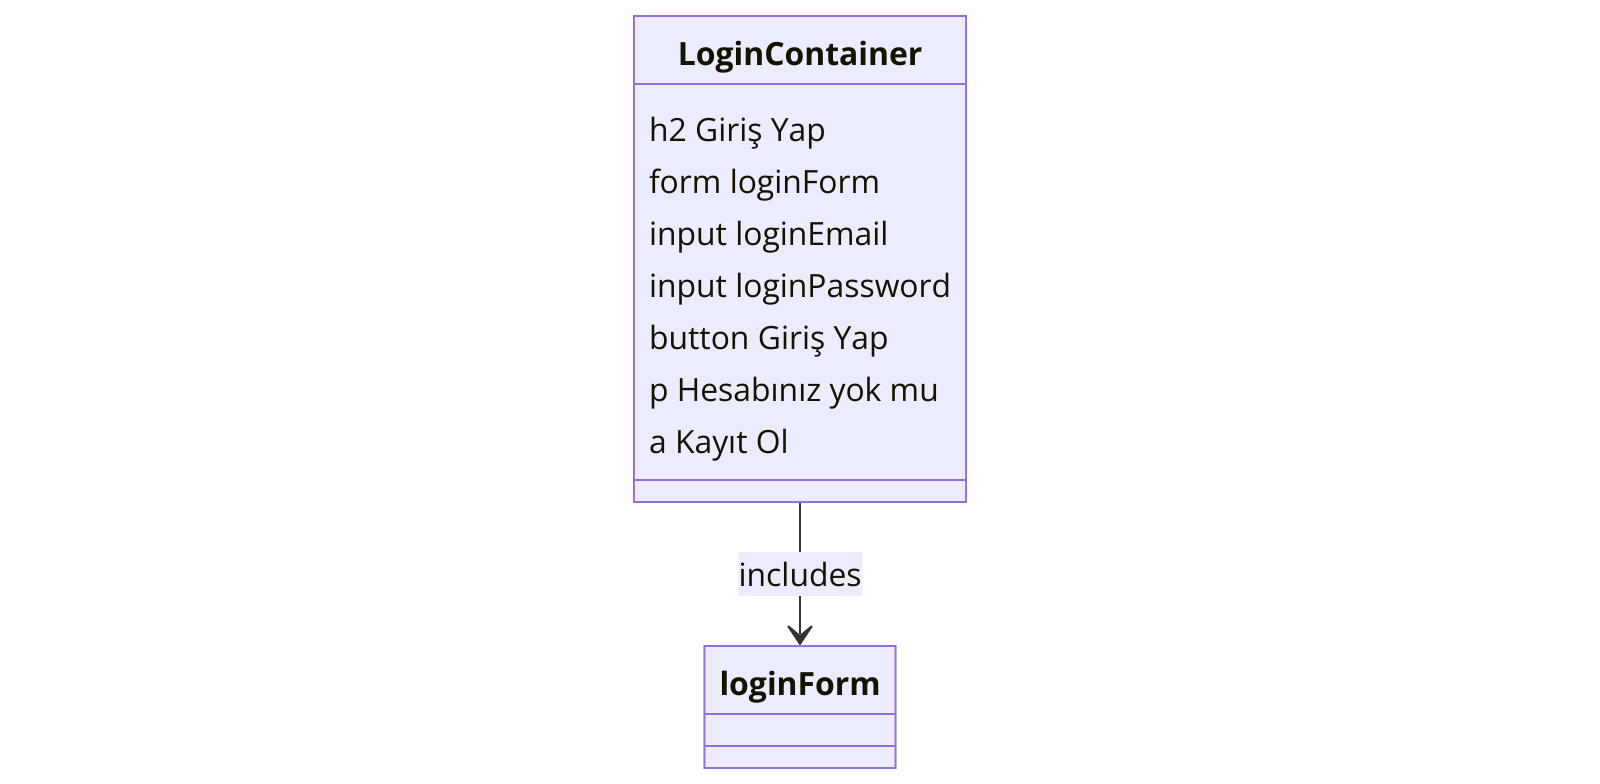 LoginContainer
h2 Giriş Yap
form loginForm
input loginEmail
input loginPassword
button Giriş Yap
p Hesabınız yok mu
a Kayıt Ol
includes
loginForm